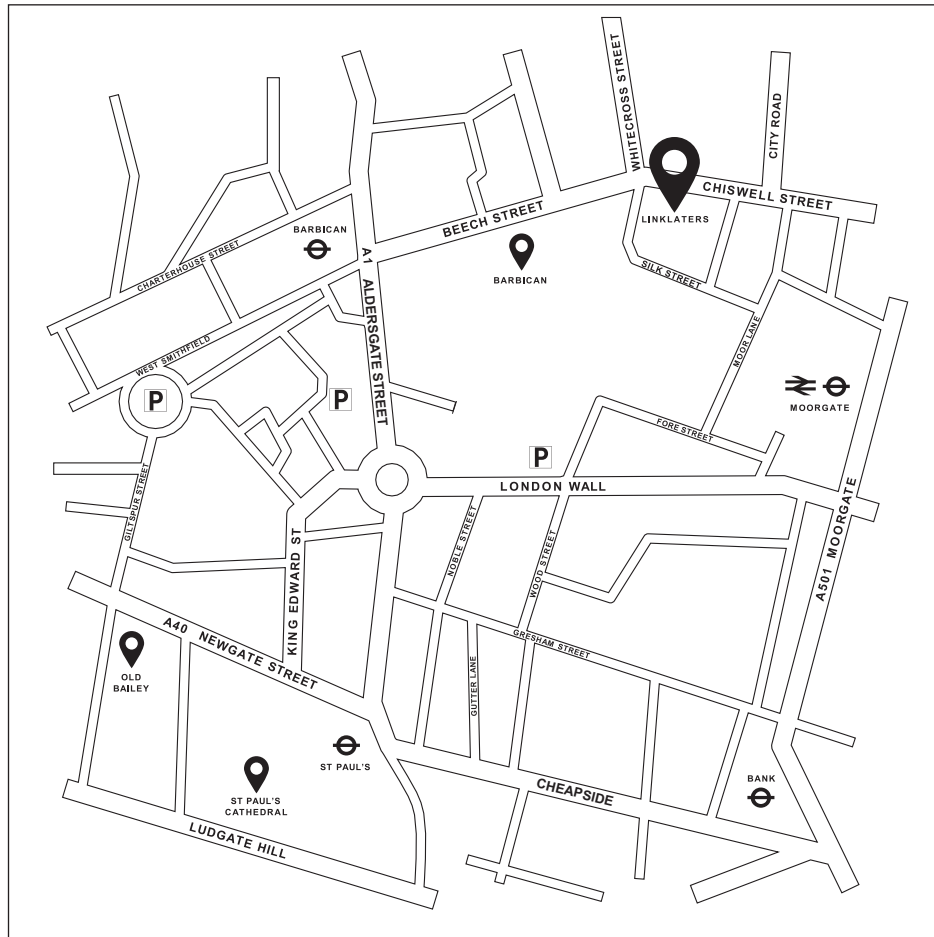 WHITECROSS STREET
CITY ROAD
CHISWELL STREET
LINKLATERS
BEECH STREET
BARBICAN
BARBICAN
CHARTERHOUSE STREET
A1 ALDERSGATE STREET
SILK STREET
MOOR LANE
WEST SMITHFIELD
P
P
MOORGATE
FORE STREET
P
LONDON WALL
GILTSPUR STREET
NOBLE STREET
WOOD STREET
A501 MOORGATE
KING EDWARD ST
A40 NEWGATE STREET
GRESHAM STREET
GUTTER LANE
OLD
BAILEY
ST PAUL'S
ST PAUL'S
CATHEDRAL
CHEAPSIDE
BANK
LUDGATE HILL